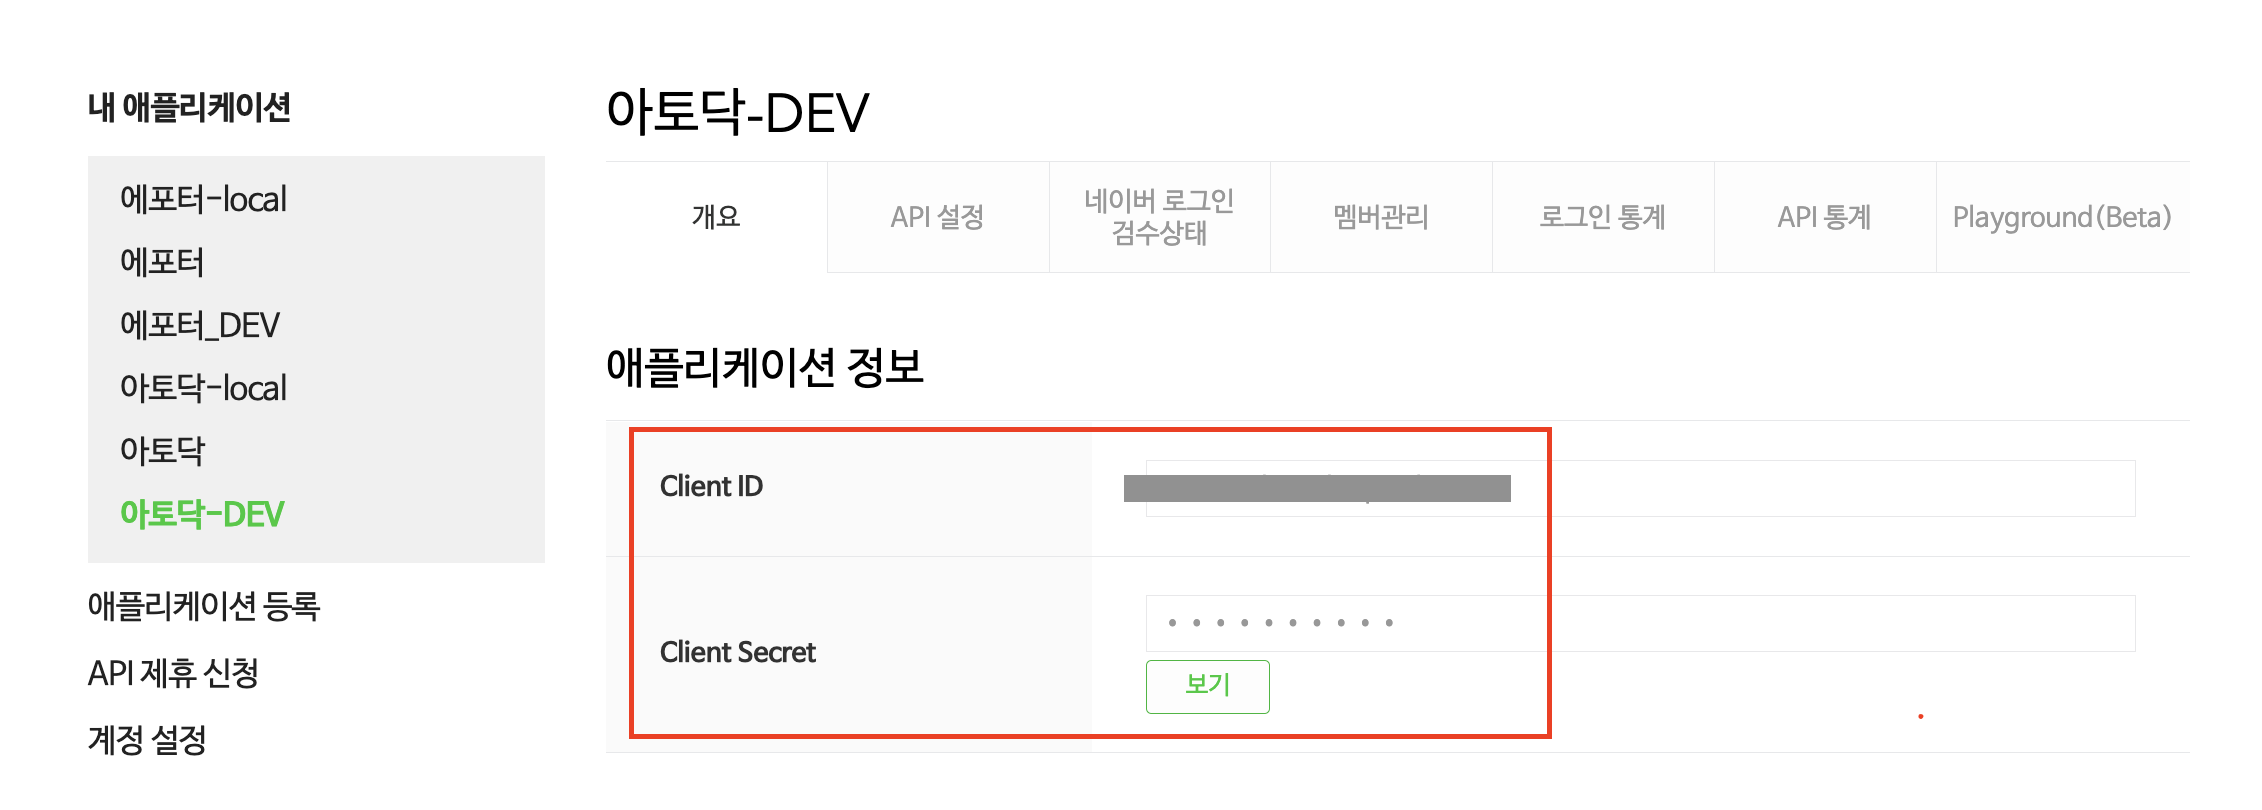 내 애플리케이션
에포터-local
에포터
에포터_DEV
아토닥-local
아토닥
아토닥-DEV
애플리케이션 등록
API 제휴 신청
계정 설정
아토닥-DEV
개요
API 설정
네이버 로그인
검수상태
멤버관리
로그인 통계
API 통계
Playground(Beta)
애플리케이션 정보
Client ID
Client Secret
보기